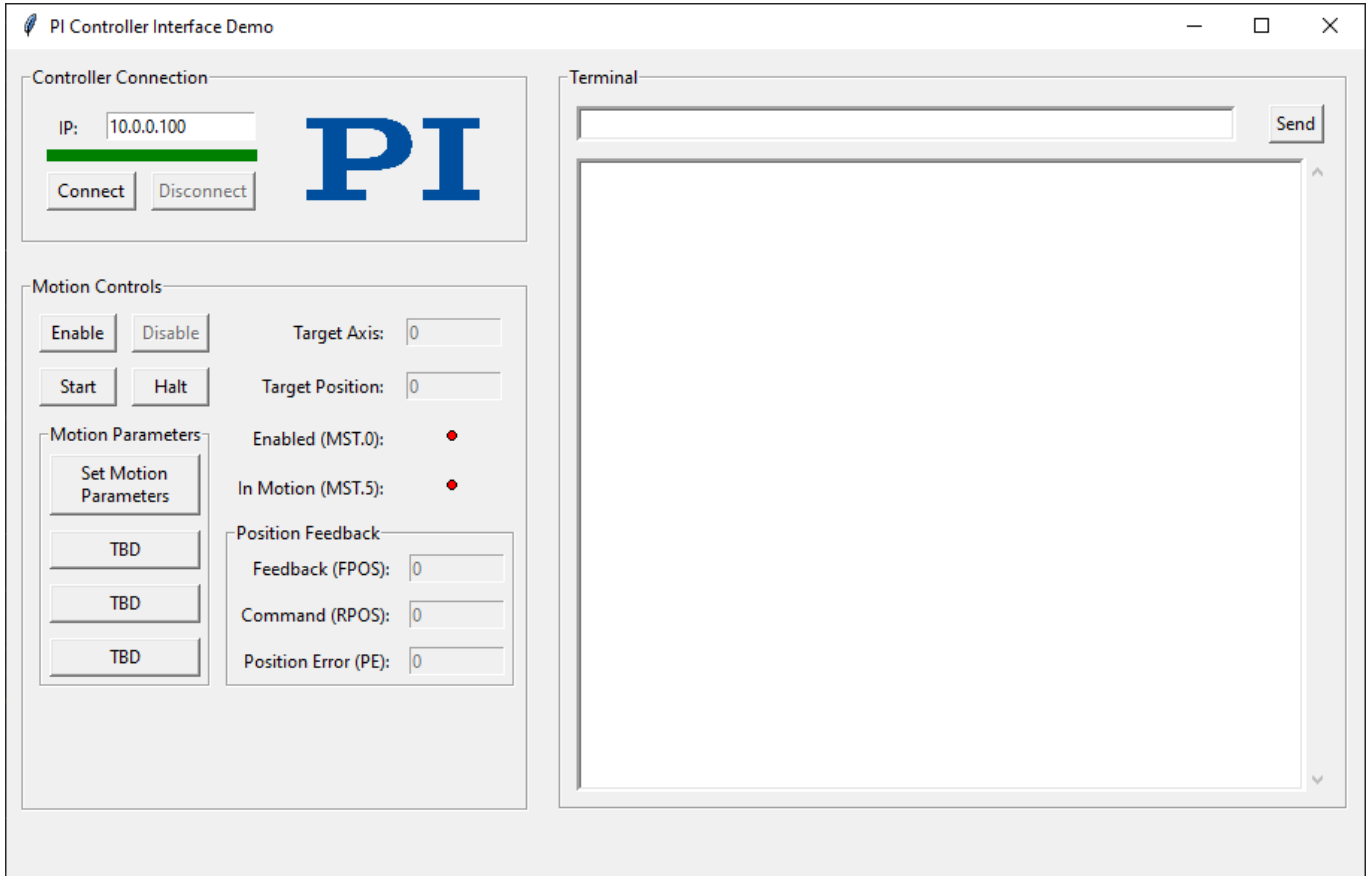 PI Controller Interface Demo
Controller Connection
IP: 10.0.0.100
Connect Disconnect
PI
Motion Controls
Enable Disable Target Axis: 0
Start Halt Target Position: 0
Motion Parameters
Set Motion
Parameters
TBD
TBD
TBD
Enabled (MST.0):
In Motion (MST.5):
Position Feedback
Feedback (FPOS): 0
Command (RPOS): 0
Position Error (PE): 0
Terminal
Send